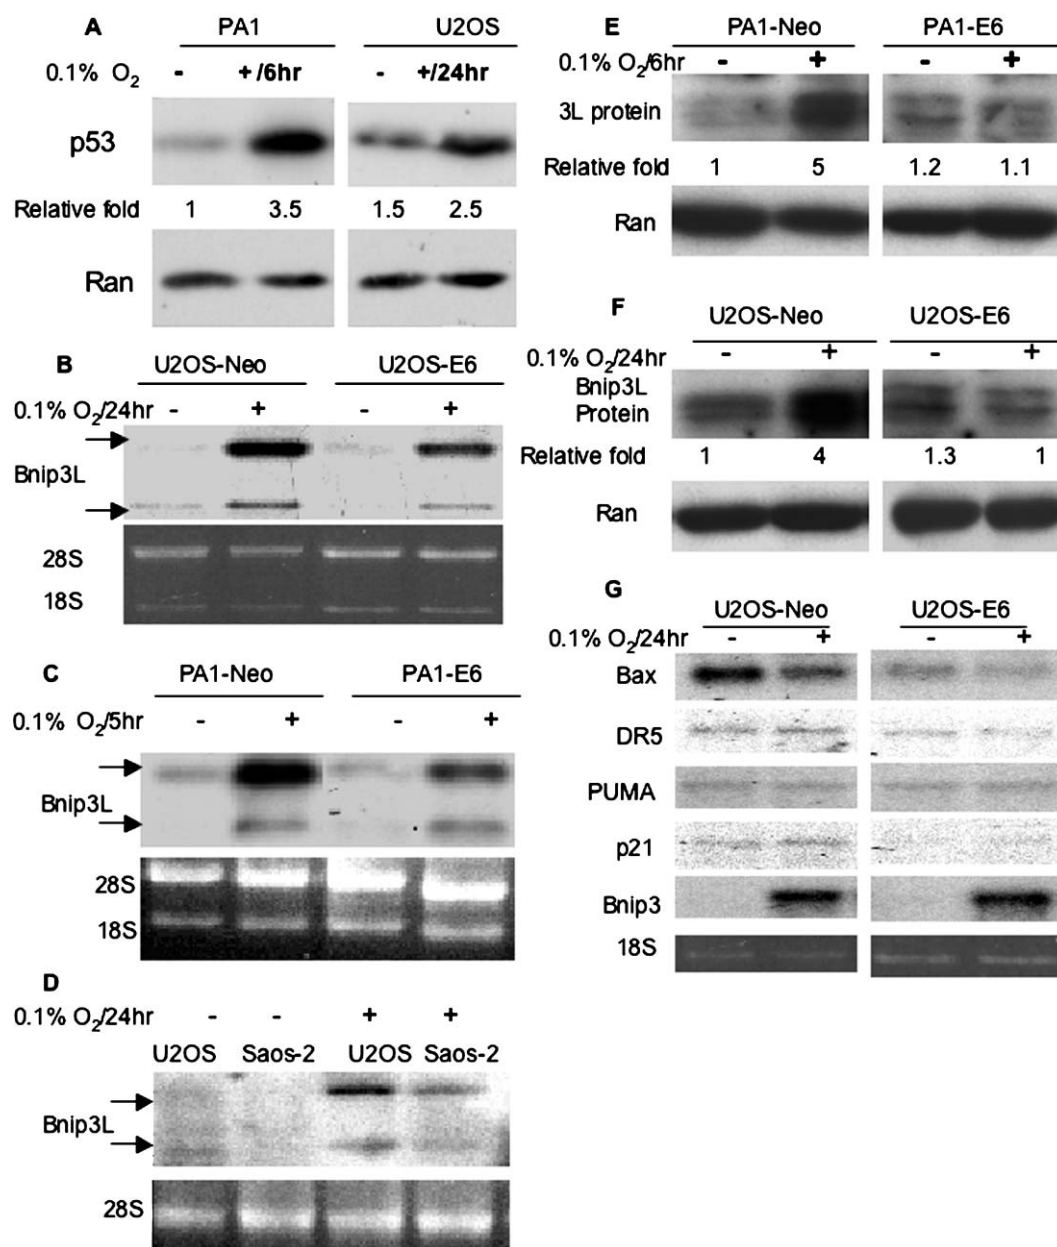 A
PA1 U2OS
0.1% O2 - +/6hr - +/24hr
p53
Relative fold 1 3.5 1.5 2.5
Ran
B
U2OS-Neo U2OS-E6
0.1% O2/24hr - + - +
Bnip3L
28S
18S
C
PA1-Neo PA1-E6
0.1% O2/5hr - + - +
Bnip3L
28S
18S
D
0.1% O2/24hr - - + +
U2OS Saos-2 U2OS Saos-2
Bnip3L
28S
E
PA1-Neo PA1-E6
0.1% O2/6hr - + - +
3L protein
Relative fold 1 5 1.2 1.1
Ran
F
U2OS-Neo U2OS-E6
0.1% O2/24hr - + - +
Bnip3L
Protein
Relative fold 1 4 1.3 1
Ran
G
U2OS-Neo U2OS-E6
0.1% O2/24hr - + - +
Bax
DR5
PUMA
p21
Bnip3
18S